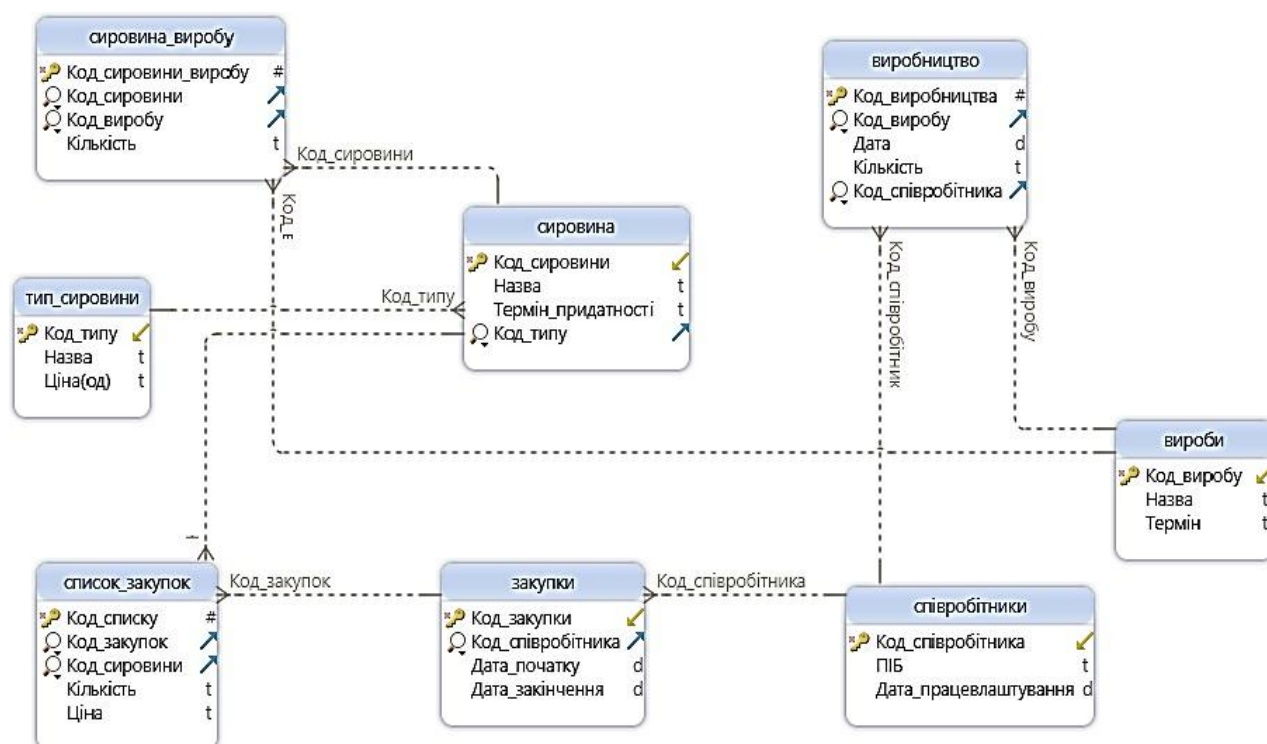 сировина_виробу
Код_сировини_виробу #
Код_сировини
Код_виробу
Кількість t
виробництво
Код_виробництва #
Код_виробу
Дата d
Кількість t
Код_співробітника
Код_сировини
Код_в
сировина
Код_сировини
Назва t
Термін_придатності t
Код_типу
тип_сировини
Код_типу
Назва t
Ціна(од) t
Код_типу
Код_співробітник
Код_виробу
вироби
Код_виробу
Назва t
Термін t
список_закупок
Код_списку #
Код_закупок
Код_сировини
Кількість t
Ціна t
Код_закупок
закупки
Код_закупки
Код_співробітника
Дата_початку d
Дата_закінчення d
Код_співробітника
співробітники
Код_співробітника
ПІБ t
Дата_працевлаштування d